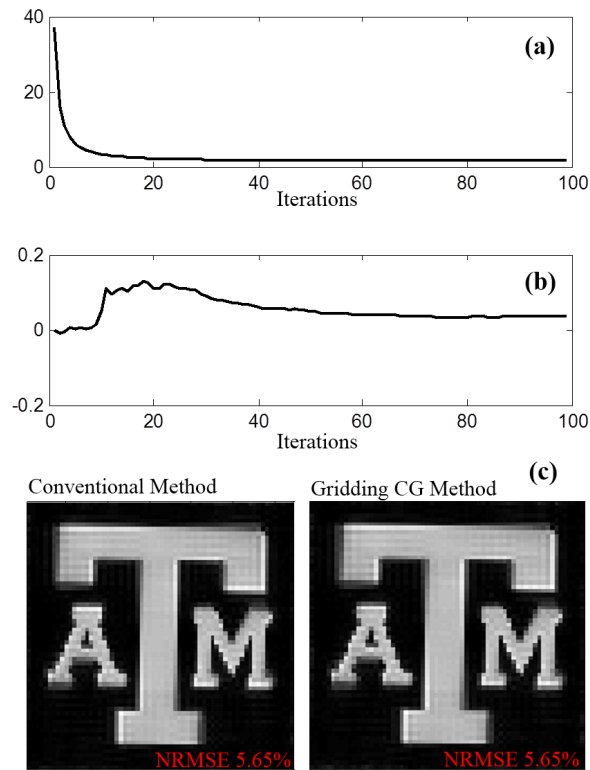 40
(a)
20
0
0 20 40 60 80 100
Iterations
0.2
(b)
0
-0.2
0 20 40 60 80 100
Iterations
(c)
Conventional Method Gridding CG Method
A T M A T M
NRMSE 5.65% NRMSE 5.65%